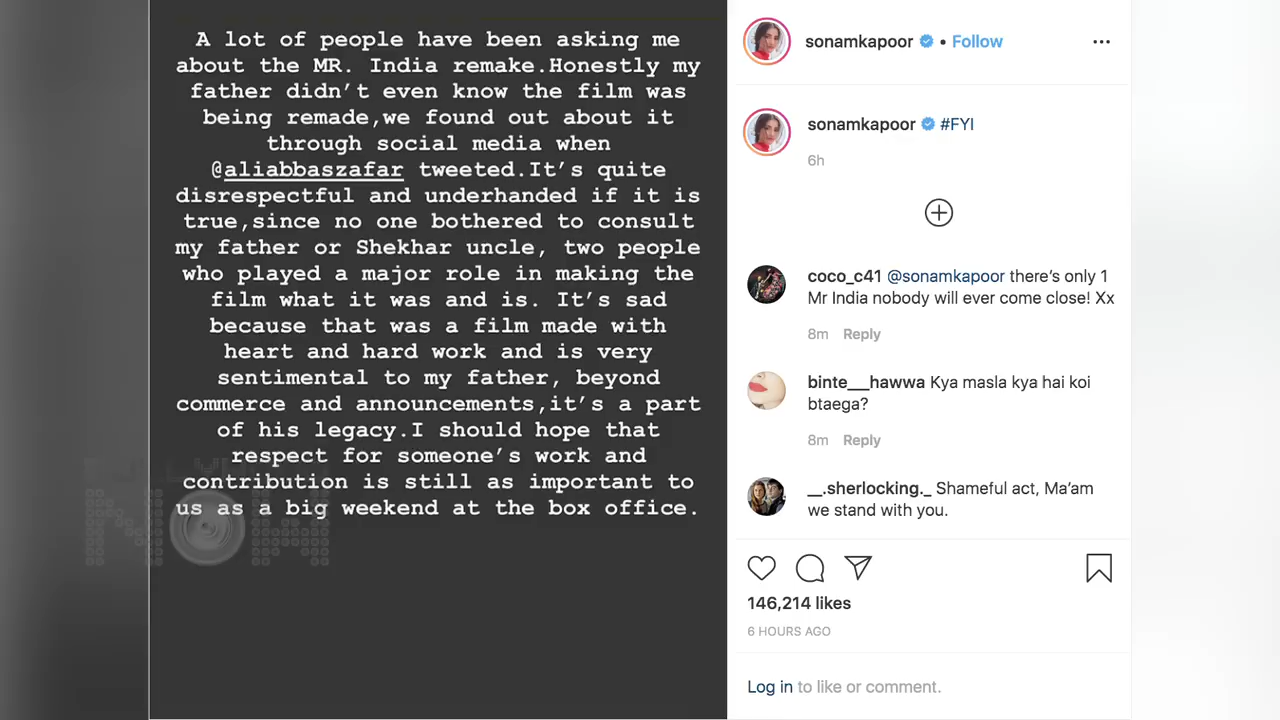 A lot of people have been asking me
about the MR. India remake.Honestly my
father didn’t even know the film was
being remade,we found out about it
through social media when
@aliabbaszafar tweeted.It’s quite
disrespectful and underhanded if it is
true,since no one bothered to consult
my father or Shekhar uncle, two people
who played a major role in making the
film what it was and is. It’s sad
because that was a film made with
heart and hard work and is very
sentimental to my father, beyond
commerce and announcements,it’s a part
of his legacy.I should hope that
respect for someone’s work and
contribution is still as important to
us as a big weekend at the box office.
NOW
sonamkapoor • Follow
sonamkapoor #FYI
6h
coco_c41 @sonamkapoor there’s only 1
Mr India nobody will ever come close! Xx
8m Reply
binte___hawwa Kya masla kya hai koi
btaega?
8m Reply
__.sherlocking._ Shameful act, Ma’am
we stand with you.
146,214 likes
6 HOURS AGO
Log in to like or comment.